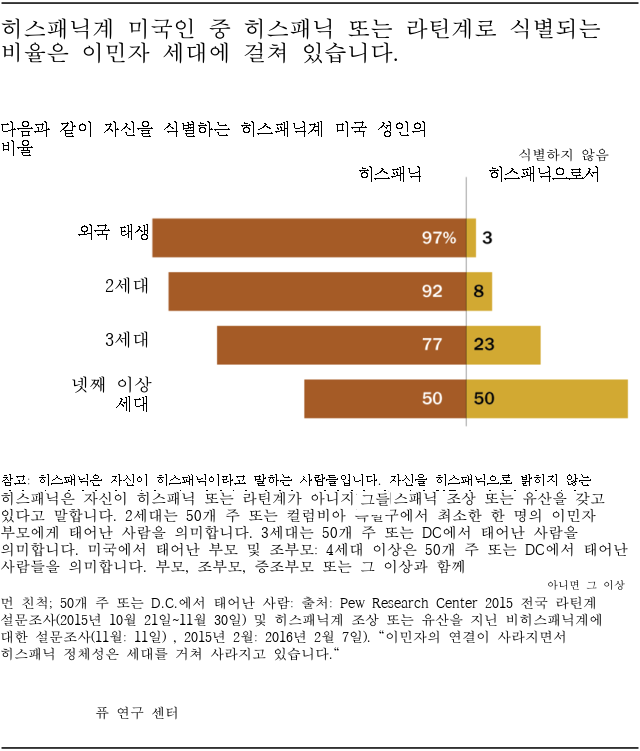 히스패닉계 미국인 중 히스패닉 또는 라틴계로 식별되는
비율은 이민자 세대에 걸쳐 있습니다.
다음과 같이 자신을 식별하는 히스패닉계 미국 성인의
비율
식별하지 않음
히스패닉 히스패닉으로서
외국 태생 97% 3
2세대 92 8
3세대 77 23
넷째 이상
세대 50 50
참고: 히스패닉은 자신이 히스패닉이라고 말하는 사람들입니다. 자신을 히스패닉으로 밝히지 않는
히스패닉은 자신이 히스패닉 또는 라틴계가 아니지 그들 스패닉 조상 또는 유산을 갖고
있다고 말합니다. 2세대는 50개 주 또는 컬럼비아 에서 최소한 한 명의 이민자
부모에게 태어난 사람을 의미합니다. 3세대는 50개 주 또는 DC에서 태어난 사람을
의미합니다. 미국에서 태어난 부모 및 조부모: 4세대 이상은 50개 주 또는 DC에서 태어난
사람들을 의미합니다. 부모, 조부모, 증조부모 또는 그 이상과 함께
아니면 그 이상
먼 친척; 50개 주 또는 D.C.에서 태어난 사람: 출처: Pew Research Center 2015 전국 라틴계
설문조사(2015년 10월 21일~11월 30일) 및 히스패닉계 조상 또는 유산을 지닌 비히스패닉계에
대한 설문조사(11월: 11일) , 2015년 2월: 2016년 2월 7일). “이민자의 연결이 사라지면서
히스패닉 정체성은 세대를 거쳐 사라지고 있습니다.“
퓨 연구 센터